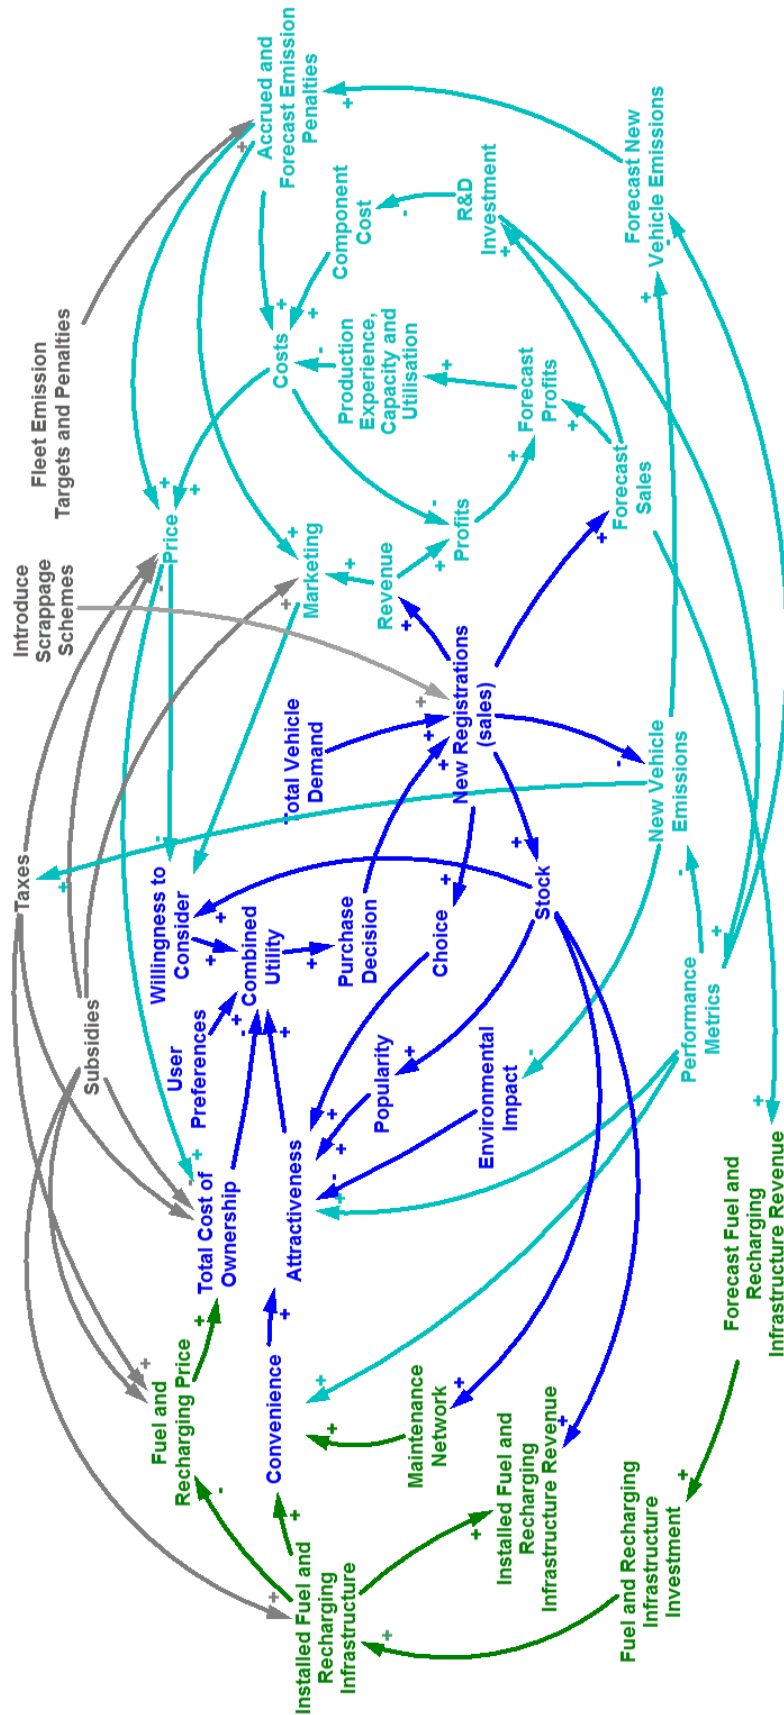 Introduce
Scrappage
Schemes
Fleet Emission
Targets and Penalties
Taxes
Subsidies
Fuel and
Recharging Price
Total Cost of
Ownership
User
Preferences
Willingness to
Consider
Price
Accrued and
Forecast Emission
Penalties
Installed Fuel and
Recharging
Infrastructure
Convenience
Attractiveness
Combined
Utility
Total Vehicle
Demand
Marketing
Costs
Component
Cost
Purchase
Decision
Revenue
Production
Experience,
Capacity and
Utilisation
Maintenance
Network
Popularity
Choice
New Registrations
(sales)
Profits
R&D
Investment
Installed Fuel and
Recharging
Infrastructure Revenue
Environmental
Impact
Stock
Forecast
Profits
Fuel and Recharging
Infrastructure
Investment
Forecast
Sales
Forecast New
Vehicle Emissions
New Vehicle
Emissions
Performance
Metrics
Forecast Fuel and
Recharging
Infrastructure Revenue